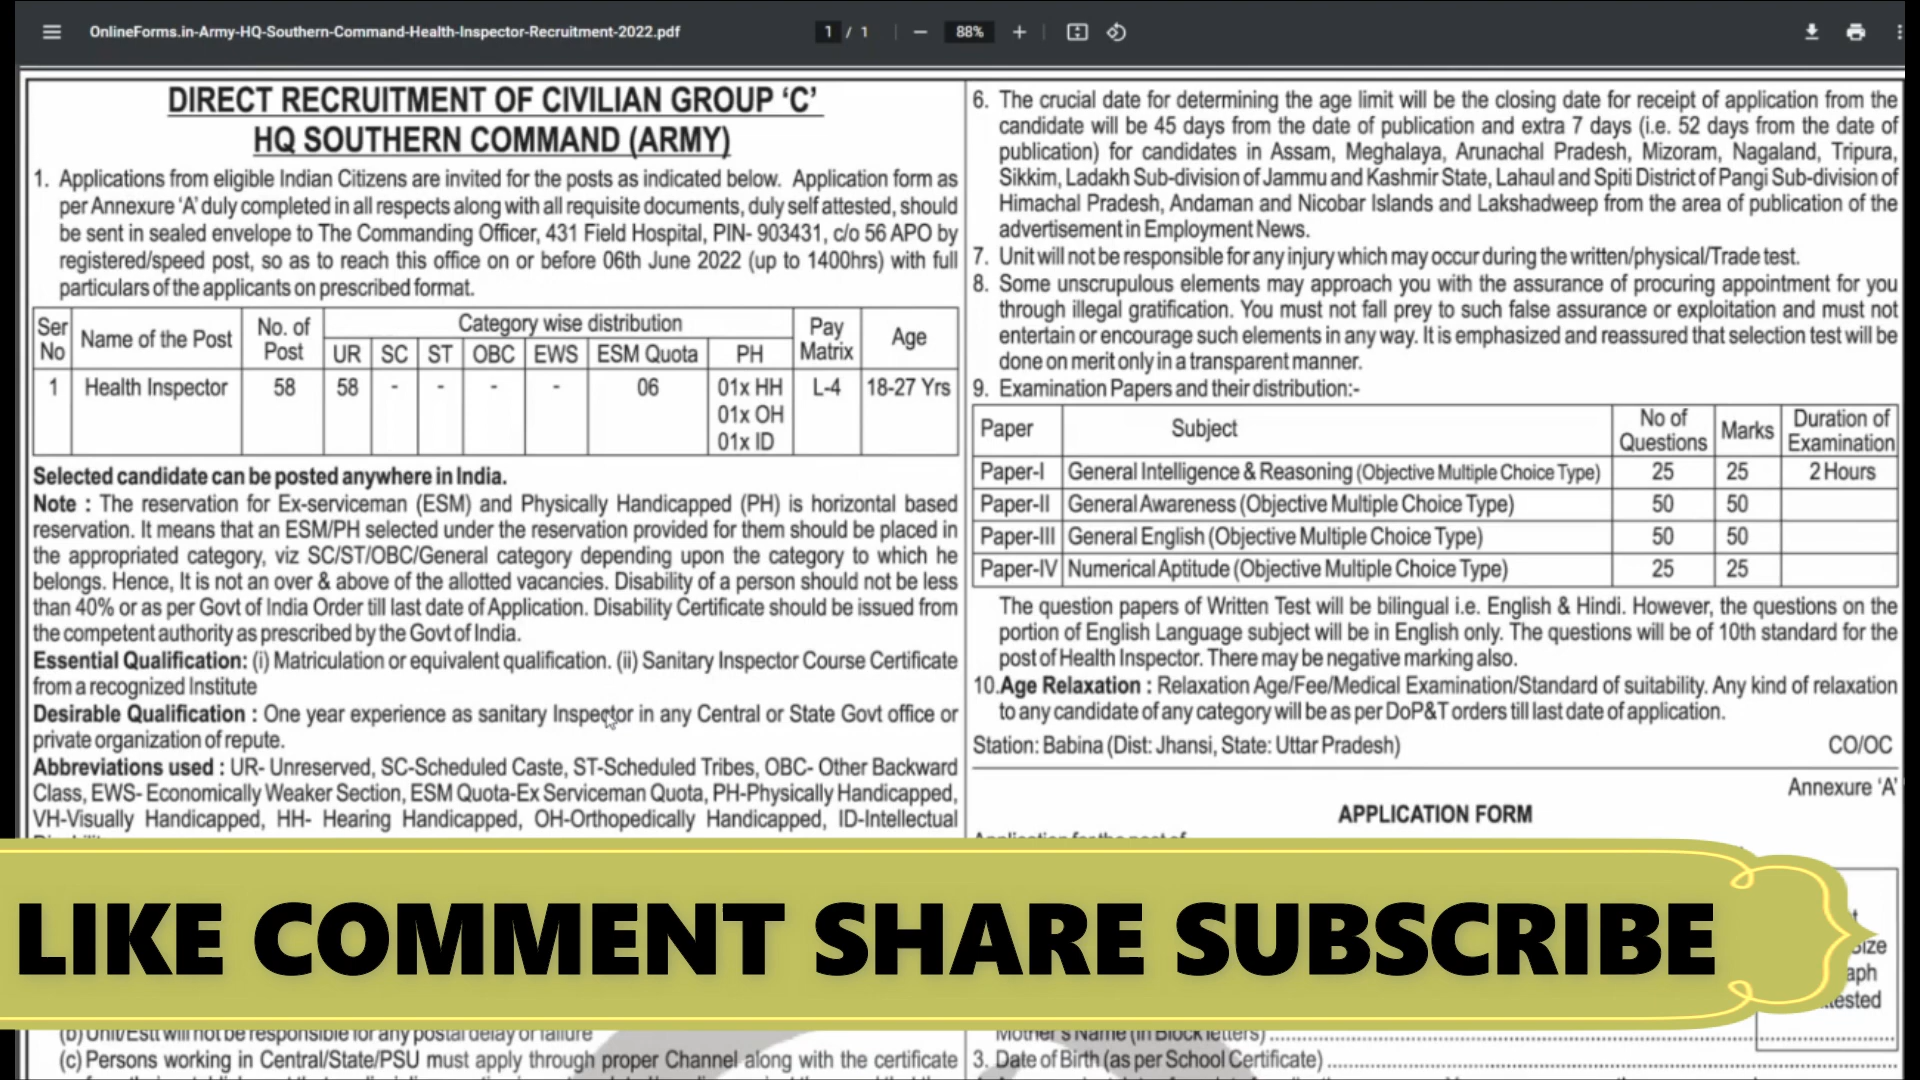 OnlineForms.in-Army-HQ-Southern-Command-Health-Inspector-Recruitment-2022.pdf
1 / 1
88%
DIRECT RECRUITMENT OF CIVILIAN GROUP ‘C’
HQ SOUTHERN COMMAND (ARMY)
1. Applications from eligible Indian Citizens are invited for the posts as indicated below. Application form as
per Annexure ‘A’ duly completed in all respects along with all requisite documents, duly self attested, should
be sent in sealed envelope to The Commanding Officer, 431 Field Hospital, PIN- 903431, c/o 56 APO by
registered/speed post, so as to reach this office on or before 06th June 2022 (up to 1400hrs) with full
particulars of the applicants on prescribed format.
Ser No Name of the Post No. of Post Category wise distribution Pay Matrix Age
UR SC ST OBC EWS ESM Quota PH
1 Health Inspector 58 58 - - - - 06 01x HH L-4 18-27 Yrs
01x OH
01x ID
Selected candidate can be posted anywhere in India.
Note : The reservation for Ex-serviceman (ESM) and Physically Handicapped (PH) is horizontal based
reservation. It means that an ESM/PH selected under the reservation provided for them should be placed in
the appropriated category, viz SC/ST/OBC/General category depending upon the category to which he
belongs. Hence, It is not an over & above of the allotted vacancies. Disability of a person should not be less
than 40% or as per Govt of India Order till last date of Application. Disability Certificate should be issued from
the competent authority as prescribed by the Govt of India.
Essential Qualification: (i) Matriculation or equivalent qualification. (ii) Sanitary Inspector Course Certificate
from a recognized Institute
Desirable Qualification : One year experience as sanitary Inspector in any Central or State Govt office or
private organization of repute.
Abbreviations used : UR- Unreserved, SC-Scheduled Caste, ST-Scheduled Tribes, OBC- Other Backward
Class, EWS- Economically Weaker Section, ESM Quota-Ex Serviceman Quota, PH-Physically Handicapped,
VH-Visually Handicapped, HH- Hearing Handicapped, OH-Orthopedically Handicapped, ID-Intellectual
(b) Unit/Estt will not be responsible for any postal delay or failure
(c) Persons working in Central/State/PSU must apply through proper Channel along with the certificate
6. The crucial date for determining the age limit will be the closing date for receipt of application from the
candidate will be 45 days from the date of publication and extra 7 days (i.e. 52 days from the date of
publication) for candidates in Assam, Meghalaya, Arunachal Pradesh, Mizoram, Nagaland, Tripura,
Sikkim, Ladakh Sub-division of Jammu and Kashmir State, Lahaul and Spiti District of Pangi Sub-division of
Himachal Pradesh, Andaman and Nicobar Islands and Lakshadweep from the area of publication of the
advertisement in Employment News.
7. Unit will not be responsible for any injury which may occur during the written/physical/Trade test.
8. Some unscrupulous elements may approach you with the assurance of procuring appointment for you
through illegal gratification. You must not fall prey to such false assurance or exploitation and must not
entertain or encourage such elements in any way. It is emphasized and reassured that selection test will be
done on merit only in a transparent manner.
9. Examination Papers and their distribution:-
Paper Subject No of Questions Marks Duration of Examination
Paper-I General Intelligence & Reasoning (Objective Multiple Choice Type) 25 25 2 Hours
Paper-II General Awareness (Objective Multiple Choice Type) 50 50
Paper-III General English (Objective Multiple Choice Type) 50 50
Paper-IV Numerical Aptitude (Objective Multiple Choice Type) 25 25
The question papers of Written Test will be bilingual i.e. English & Hindi. However, the questions on the
portion of English Language subject will be in English only. The questions will be of 10th standard for the
post of Health Inspector. There may be negative marking also.
10.Age Relaxation : Relaxation Age/Fee/Medical Examination/Standard of suitability. Any kind of relaxation
to any candidate of any category will be as per DoP&T orders till last date of application.
Station: Babina (Dist: Jhansi, State: Uttar Pradesh) CO/OC
Annexure ‘A’
APPLICATION FORM
Application for the post of
Mother's Name (in Block letters)
3. Date of Birth (as per School Certificate)
LIKE COMMENT SHARE SUBSCRIBE